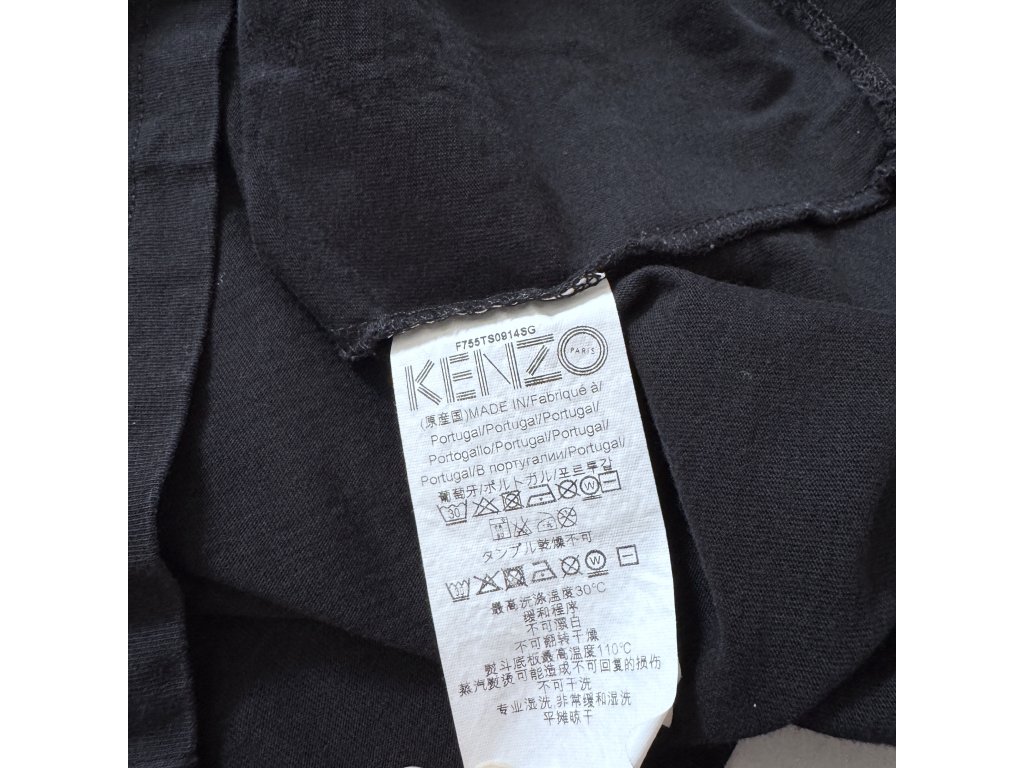 F755TS0914SG
KENZO
PARIS
(原産国)MADE IN/Fabriqué à/
Portugal/Portugal/Portugal/
Portogallo/Portugal/Portugal/
Portugal/В португалии/Portugal/
葡萄牙/ポルトガル/포르투갈
30 W
W
タンブル乾燥不可
W
最高洗涤温度30°C
缓和程序
不可漂白
不可翻转干燥
熨斗底板最高温度110°C
蒸汽熨烫可能造成不可回复的损伤
不可干洗
专业湿洗,非常缓和湿洗
平摊晾干